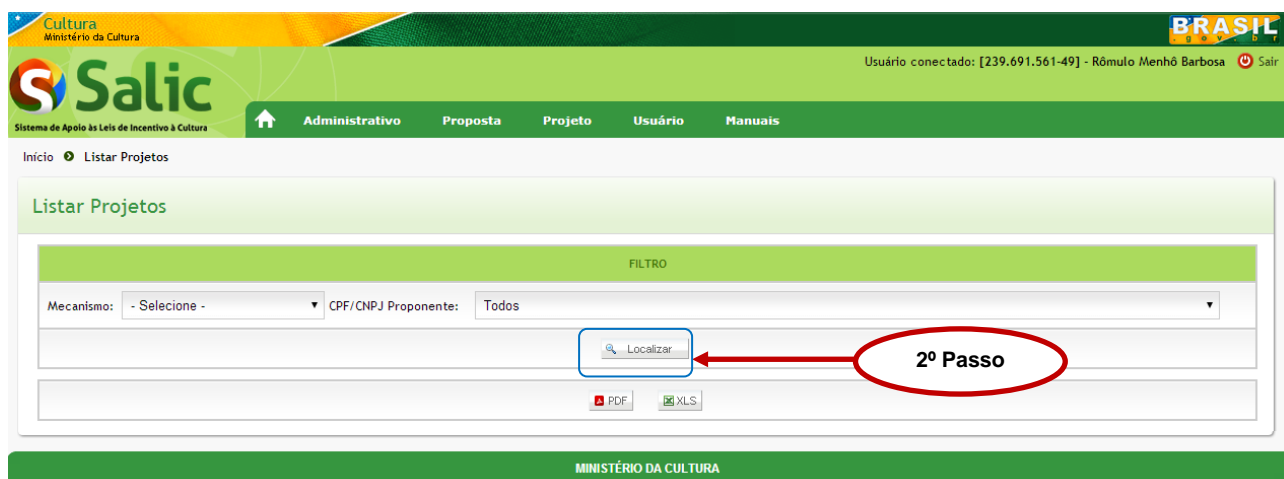 Cultura
Ministério da Cultura
BRASIL
. g o v . b r
Usuário conectado: [239.691.561-49] - Rômulo Menhô Barbosa Sair
Salic
Sistema de Apoio às Leis de Incentivo à Cultura
Administrativo Proposta Projeto Usuário Manuais
Início Listar Projetos
Listar Projetos
FILTRO
Mecanismo: - Selecione - CPF/CNPJ Proponente: Todos
Localizar
2º Passo
PDF XLS
MINISTÉRIO DA CULTURA